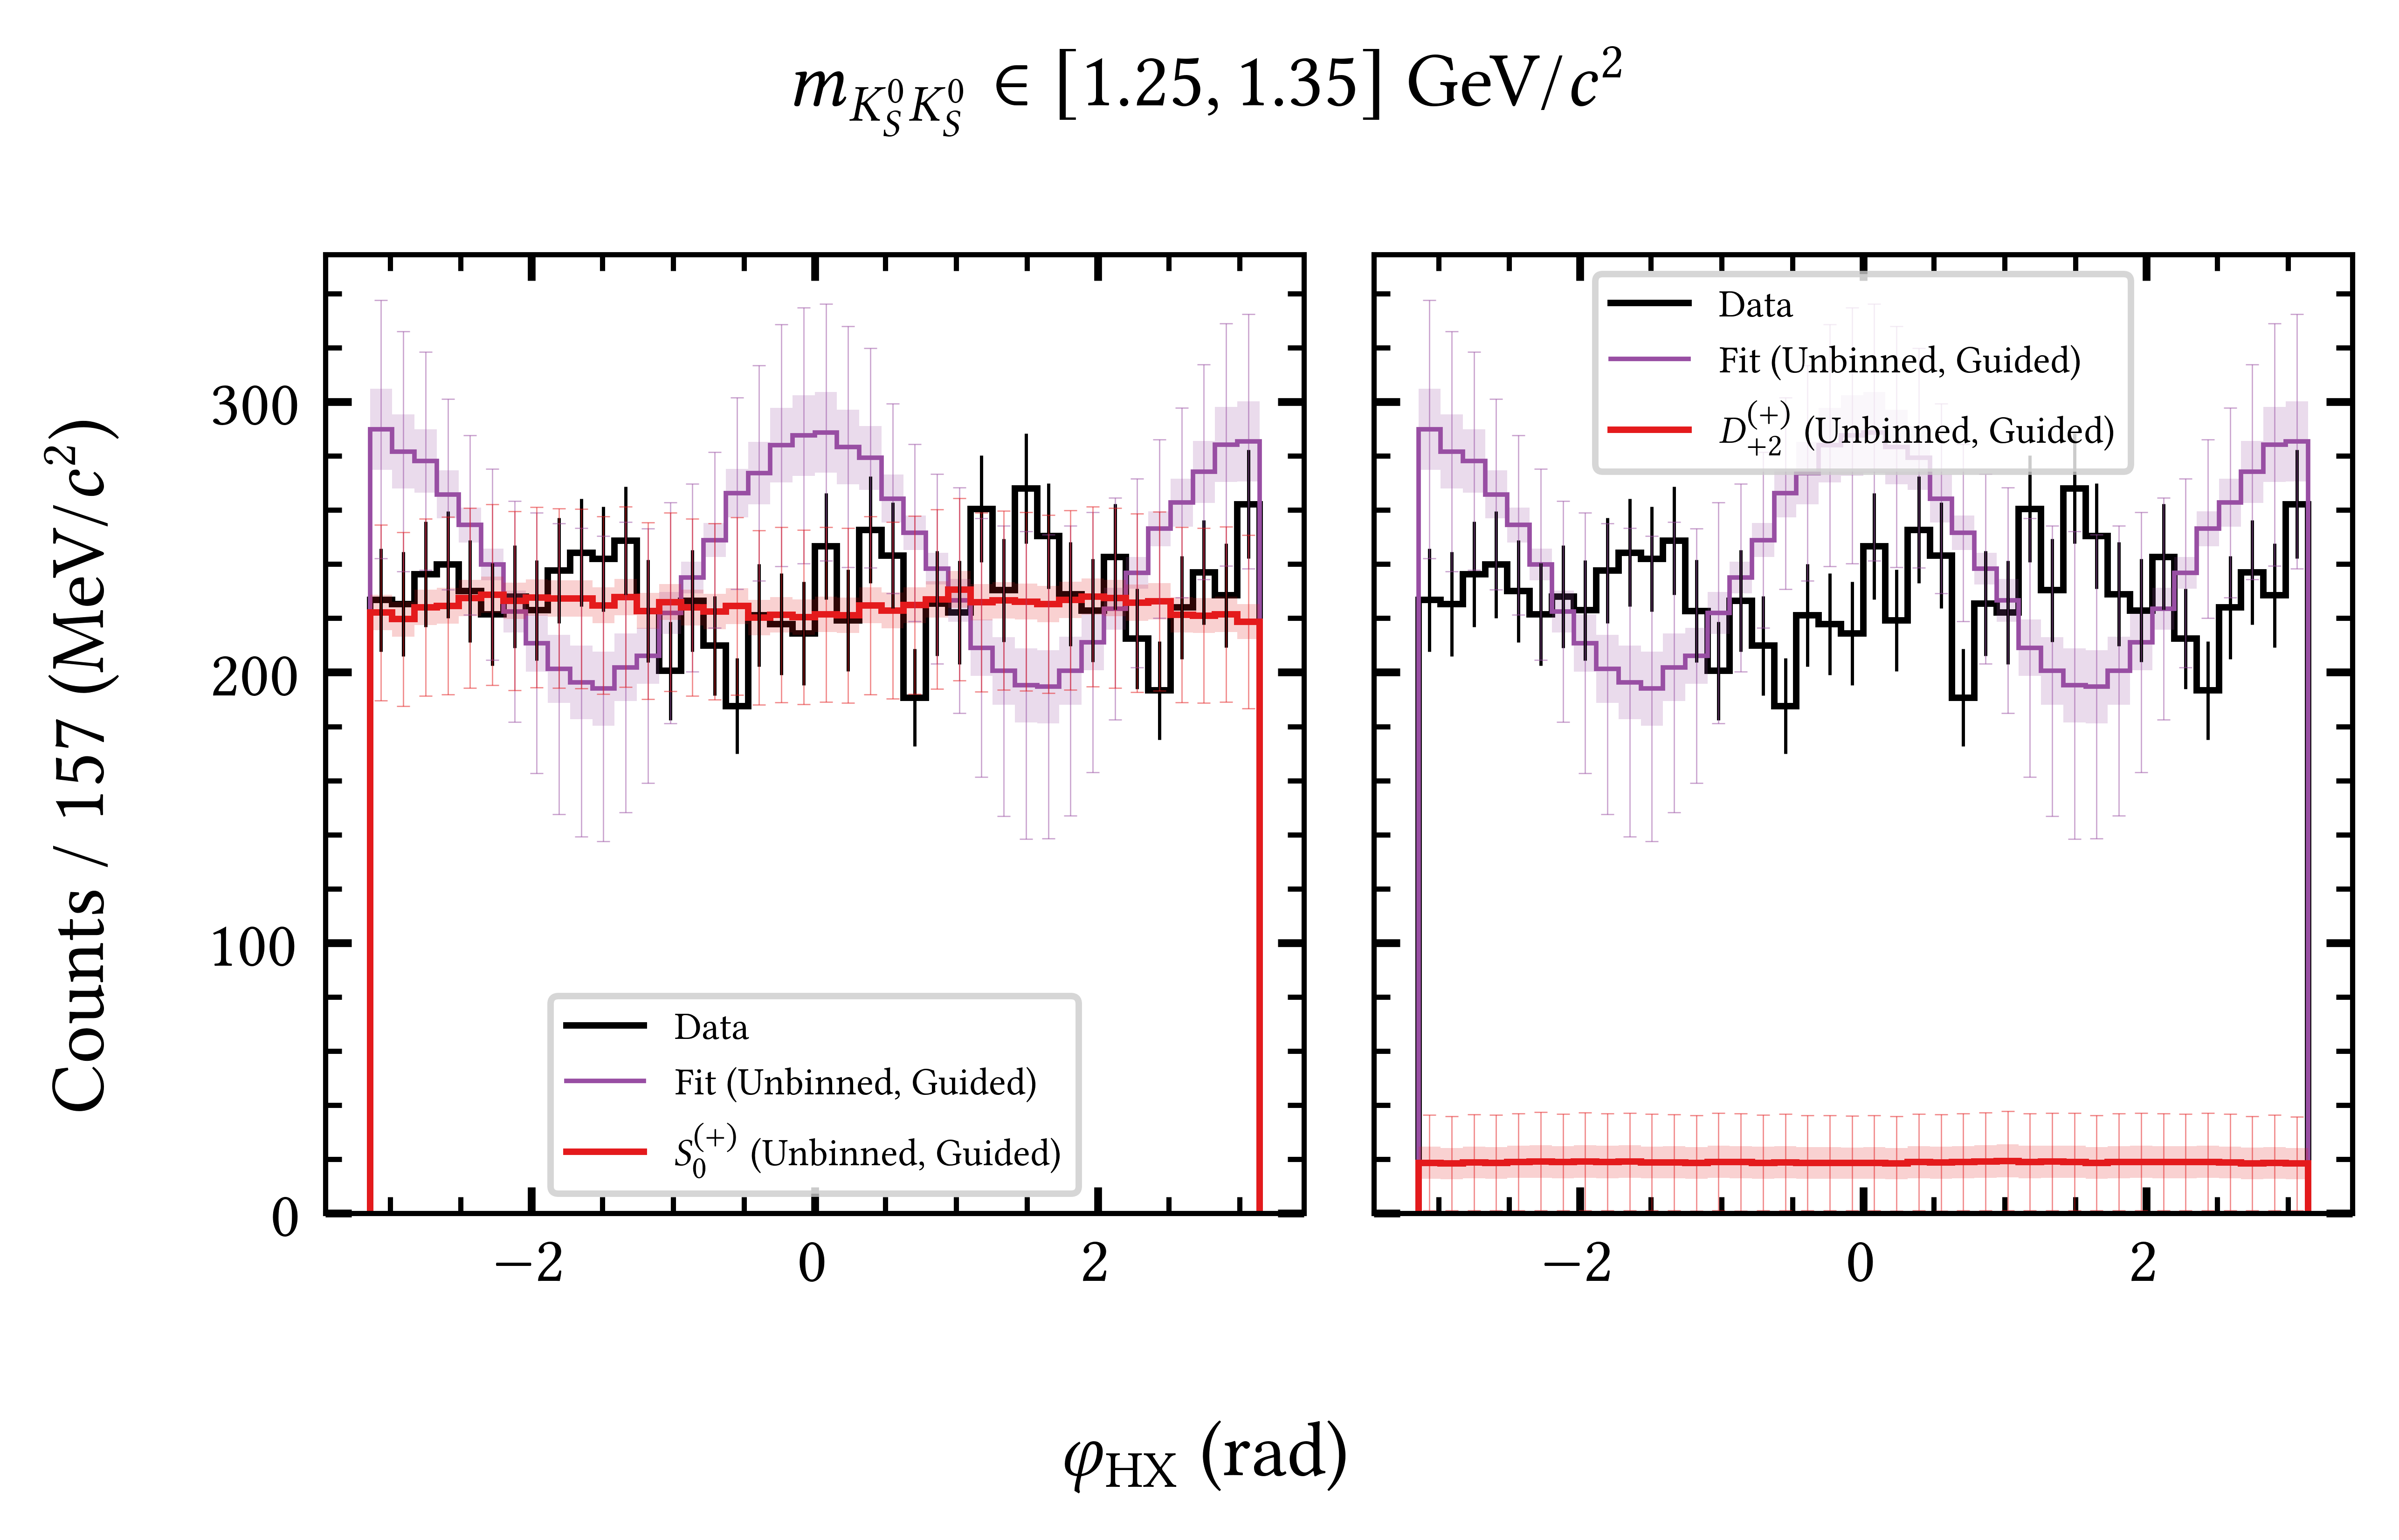 m_{K_S^0 K_S^0} ∈ [1.25, 1.35] GeV/c²
Counts / 157 (MeV/c²)
300
200
100
0
Data
Fit (Unbinned, Guided)
S_0^{(+)} (Unbinned, Guided)
−2
0
2
Data
Fit (Unbinned, Guided)
D_{+2}^{(+)} (Unbinned, Guided)
−2
0
2
φ_{HX} (rad)